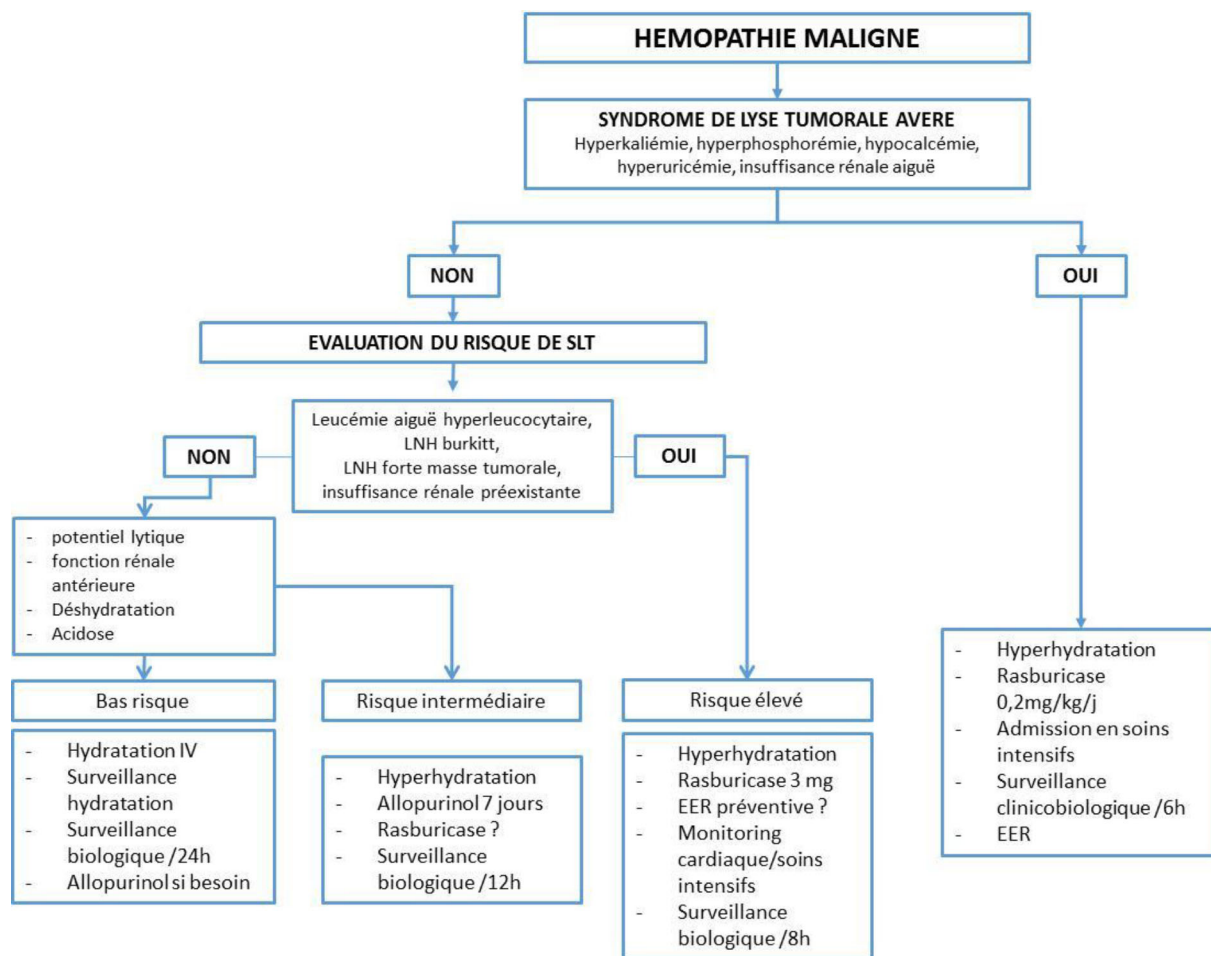 HEMOPATHIE MALIGNE
SYNDROME DE LYSE TUMORALE AVERE
Hyperkaliémie, hyperphosphorémie, hypocalcémie,
hyperuricémie, insuffisance rénale aiguë
NON
OUI
EVALUATION DU RISQUE DE SLT
Leucémie aiguë hyperleucocytaire,
LNH burkitt,
LNH forte masse tumorale,
insuffisance rénale préexistante
NON
OUI
- potentiel lytique
- fonction rénale
antérieure
- Déshydratation
- Acidose
Bas risque
- Hydratation IV
- Surveillance
hydratation
- Surveillance
biologique /24h
- Allopurinol si besoin
Risque intermédiaire
- Hyperhydratation
- Allopurinol 7 jours
- Rasburicase ?
- Surveillance
biologique /12h
Risque élevé
- Hyperhydratation
- Rasburicase 3 mg
- EER préventive ?
- Monitoring
cardiaque/soins
intensifs
- Surveillance
biologique /8h
- Hyperhydratation
- Rasburicase
0,2mg/kg/j
- Admission en soins
intensifs
- Surveillance
clinicobiologique /6h
- EER